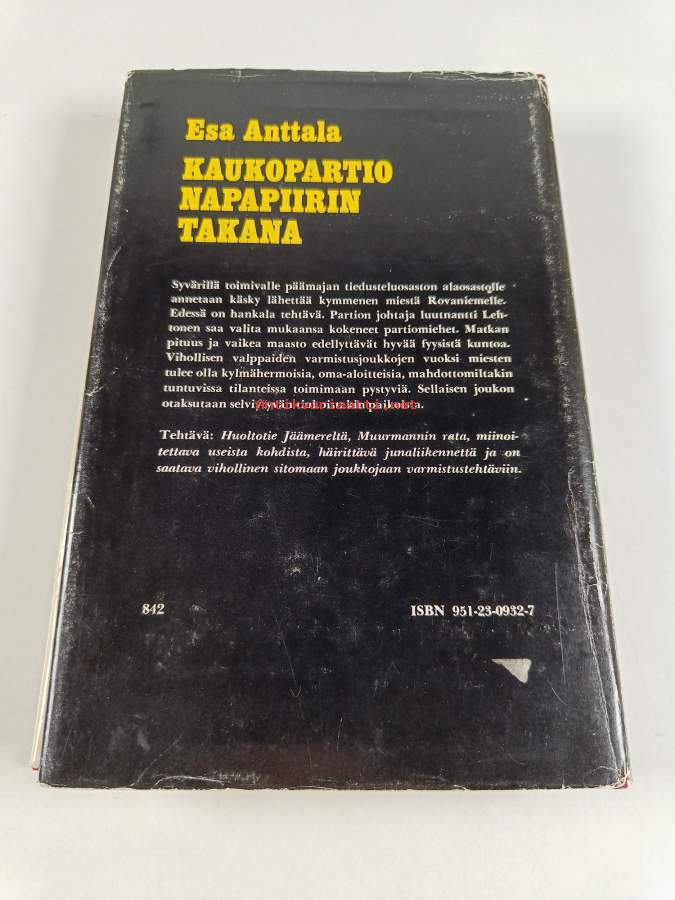 Esa Anttala
KAUKOPARTIO
NAPAPIIRIN
TAKANA
Syvärillä toimivalle päämajan tiedusteluosaston alaosastolle
annetaan käsky lähettää kymmenen miestä Rovaniemelle.
Edessä on hankala tehtävä. Partion johtaja luutnantti Leh-
tonen saa valita mukaansa kokeneet partiomiehet. Matkan
pituus ja vaikea maasto edellyttävät hyvää fyysistä kuntoa.
Vihollisen valppaiden varmistusjoukkojen vuoksi miesten
tulee olla kylmähermoisia, oma-aloitteisia, mahdottomiltakin
tuntuvissa tilanteissa toimimaan pystyviä. Sellaisen joukon
otaksutaan
Tehtävä: Huoltotie Jäämereltä, Muurmannin rata, miinoi-
tettava useista kohdista, häirittävä junaliikennettä ja on
saatava vihollinen sitomaan joukkojaan varmistustehtäviin.
842
ISBN 951-23-0932-7